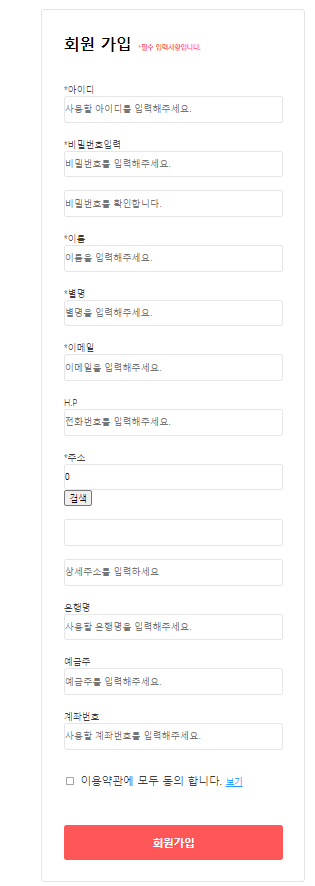 회원 가입 *필수 입력사항입니다.
*아이디
사용할 아이디를 입력해주세요.
*비밀번호입력
비밀번호를 입력해주세요.
비밀번호를 확인합니다.
*이름
이름을 입력해주세요.
*별명
별명을 입력해주세요.
*이메일
이메일을 입력해주세요.
H.P
전화번호를 입력해주세요.
*주소
0
검색
상세주소를 입력하세요
은행명
사용할 은행명을 입력해주세요.
예금주
예금주를 입력해주세요.
계좌번호
사용할 계좌번호를 입력해주세요.
이용약관에 모두 동의 합니다. 보기
회원가입